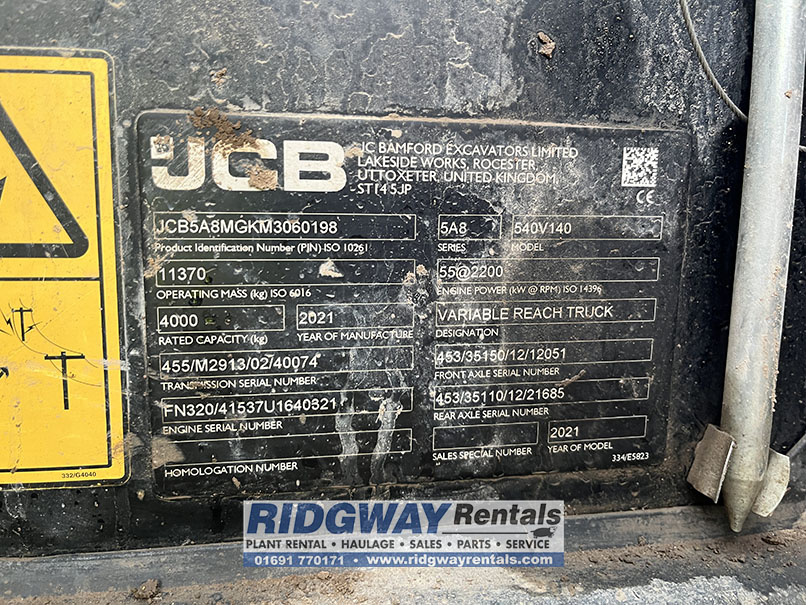 JCB
JC BAMFORD EXCAVATORS LIMITED
LAKESIDE WORKS, ROCESTER,
UTTOXETER, UNITED KINGDOM,
ST14 5JP
CE
JCB5A8MGKM3060198
Product Identification Number (PIN) ISO 10261
5A8
SERIES
540V140
MODEL
11370
OPERATING MASS (kg) ISO 6016
55@2200
ENGINE POWER (kW @ RPM) ISO 14396
4000
RATED CAPACITY (kg)
2021
YEAR OF MANUFACTURE
VARIABLE REACH TRUCK
DESIGNATION
455/M2913/02/40074
TRANSMISSION SERIAL NUMBER
453/35150/12/12051
FRONT AXLE SERIAL NUMBER
FN320/41537U1640321
ENGINE SERIAL NUMBER
453/35110/12/21685
REAR AXLE SERIAL NUMBER
HOMOLOGATION NUMBER
SALES SPECIAL NUMBER
2021
YEAR OF MODEL
334/E5823
T
332/G4040
RIDGWAY Rentals
PLANT RENTAL • HAULAGE • SALES • PARTS • SERVICE
01691 770171 • www.ridgwayrentals.com